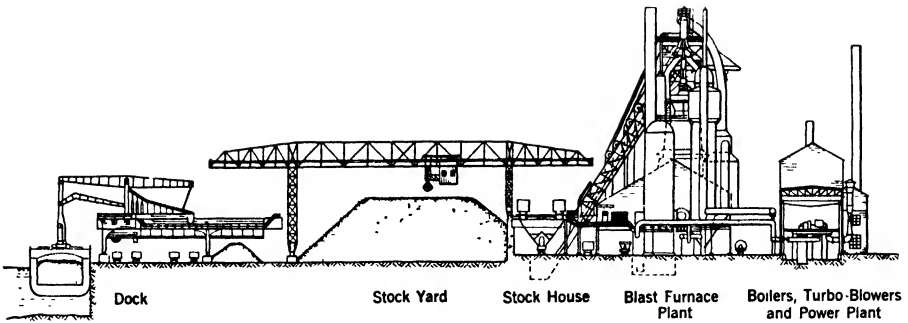 Dock
Stock Yard
Stock House
Blast Furnace
Plant
Boilers, Turbo-Blowers
and Power Plant